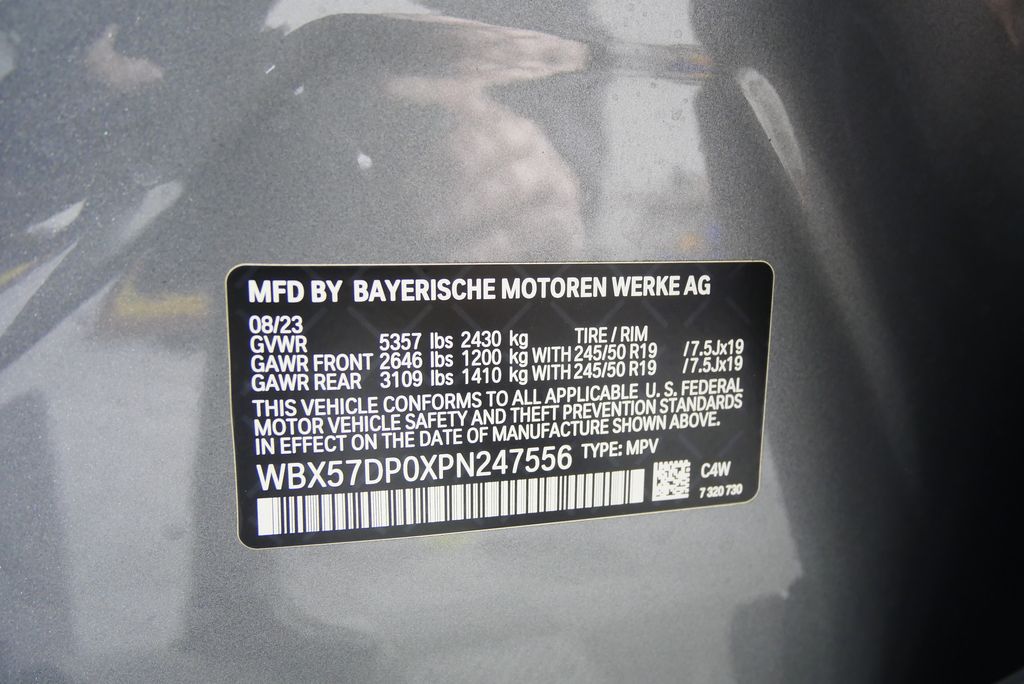 MFD BY BAYERISCHE MOTOREN WERKE AG
08/23
GVWR 5357 lbs 2430 kg TIRE / RIM
GAWR FRONT 2646 lbs 1200 kg WITH 245/50 R19 /7.5Jx19
GAWR REAR 3109 lbs 1410 kg WITH 245/50 R19 /7.5Jx19
THIS VEHICLE CONFORMS TO ALL APPLICABLE U. S. FEDERAL
MOTOR VEHICLE SAFETY AND THEFT PREVENTION STANDARDS
IN EFFECT ON THE DATE OF MANUFACTURE SHOWN ABOVE.
WBX57DP0XPN247556 TYPE: MPV
C4W
7 320 730